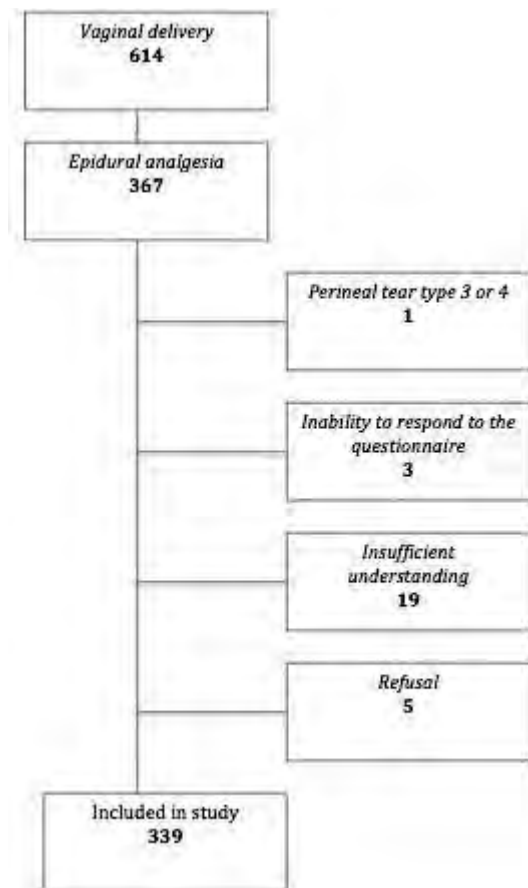 Vaginal delivery
614
Epidural analgesia
367
Perineal tear type 3 or 4
1
Inability to respond to the
questionnaire
3
Insufficient
understanding
19
Refusal
5
Included in study
339